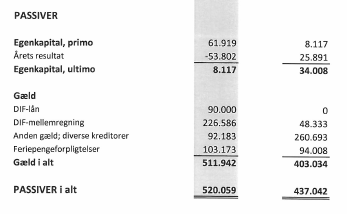 PASSIVER
Egenkapital, primo 61.919 8.117
Årets resultat -53.802 25.891
Egenkapital, ultimo 8.117 34.008
Gæld
DIF-lån 90.000 0
DIF-mellemregning 226.586 48.333
Anden gæld; diverse kreditorer 92.183 260.693
Feriepengeforpligtelser 103.173 94.008
Gæld i alt 511.942 403.034
PASSIVER i alt 520.059 437.042